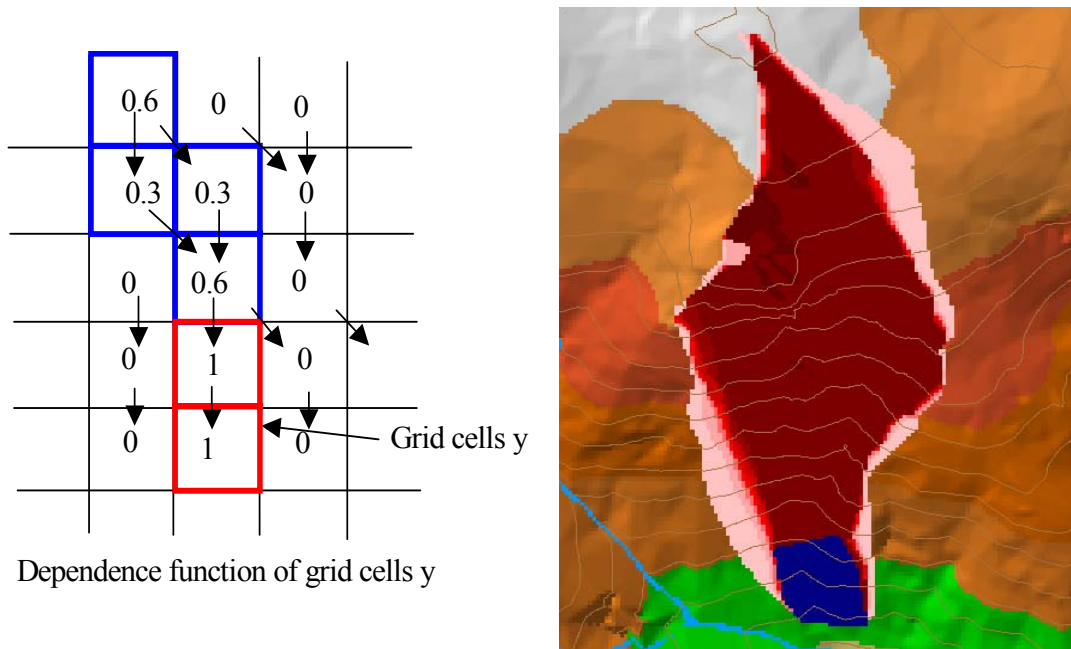 0.6 0 0
0.3 0.3 0
0 0.6 0
0 1 0
0 1 0
Grid cells y
Dependence function of grid cells y